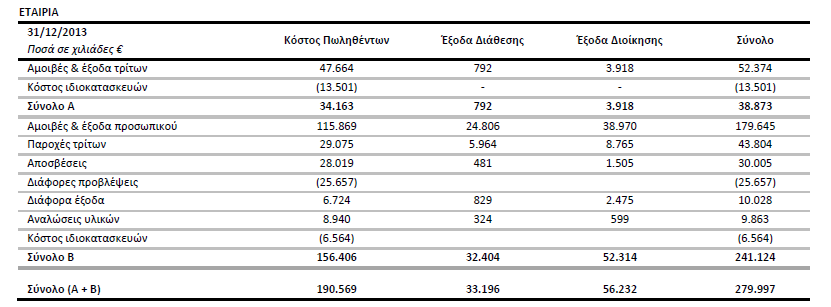 ΕΤΑΙΡΙΑ
31/12/2013
Ποσά σε χιλιάδες € Κόστος Πωληθέντων Έξοδα Διάθεσης Έξοδα Διοίκησης Σύνολο
Αμοιβές & έξοδα τρίτων 47.664 792 3.918 52.374
Κόστος ιδιοκατασκευών (13.501) - - (13.501)
Σύνολο Α 34.163 792 3.918 38.873
Αμοιβές & έξοδα προσωπικού 115.869 24.806 38.970 179.645
Παροχές τρίτων 29.075 5.964 8.765 43.804
Αποσβέσεις 28.019 481 1.505 30.005
Διάφορες προβλέψεις (25.657) (25.657)
Διάφορα έξοδα 6.724 829 2.475 10.028
Αναλώσεις υλικών 8.940 324 599 9.863
Κόστος ιδιοκατασκευών (6.564) (6.564)
Σύνολο Β 156.406 32.404 52.314 241.124
Σύνολο (Α + Β) 190.569 33.196 56.232 279.997